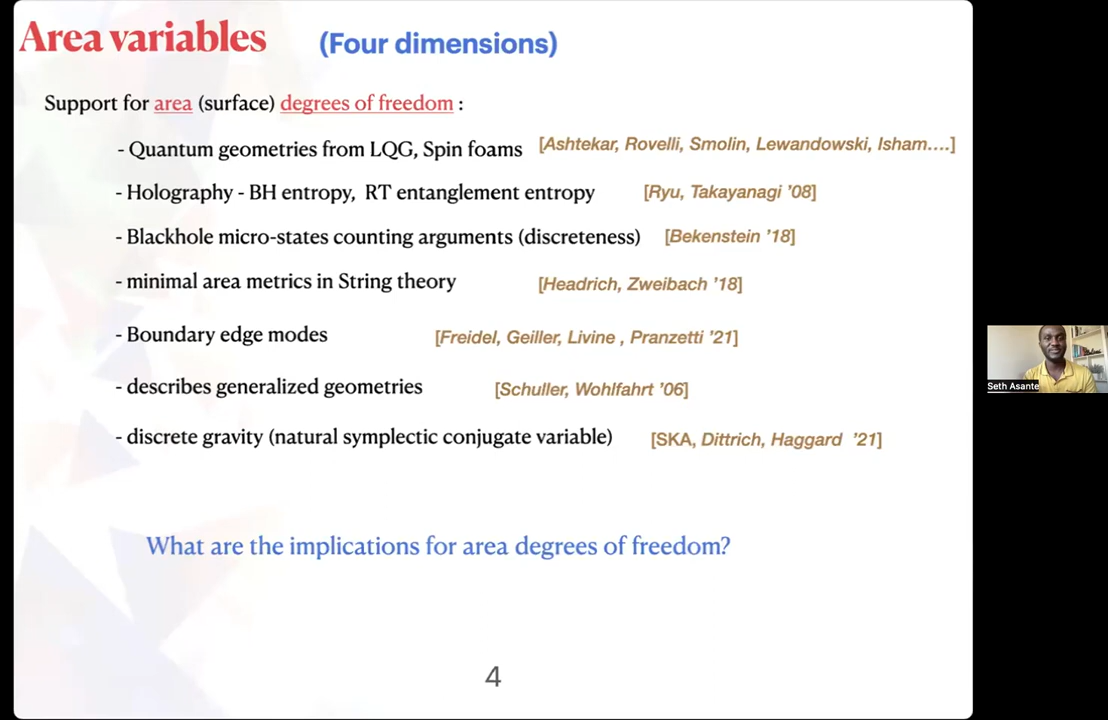 Area variables (Four dimensions)
Support for area (surface) degrees of freedom :
- Quantum geometries from LQG, Spin foams [Ashtekar, Rovelli, Smolin, Lewandowski, Isham....]
- Holography - BH entropy, RT entanglement entropy [Ryu, Takayanagi ’08]
- Blackhole micro-states counting arguments (discreteness) [Bekenstein ’18]
- minimal area metrics in String theory [Headrich, Zweibach ’18]
- Boundary edge modes [Freidel, Geiller, Livine , Pranzetti ’21]
- describes generalized geometries [Schuller, Wohlfahrt ’06]
- discrete gravity (natural symplectic conjugate variable) [SKA, Dittrich, Haggard ’21]
What are the implications for area degrees of freedom?
4
Seth Asante